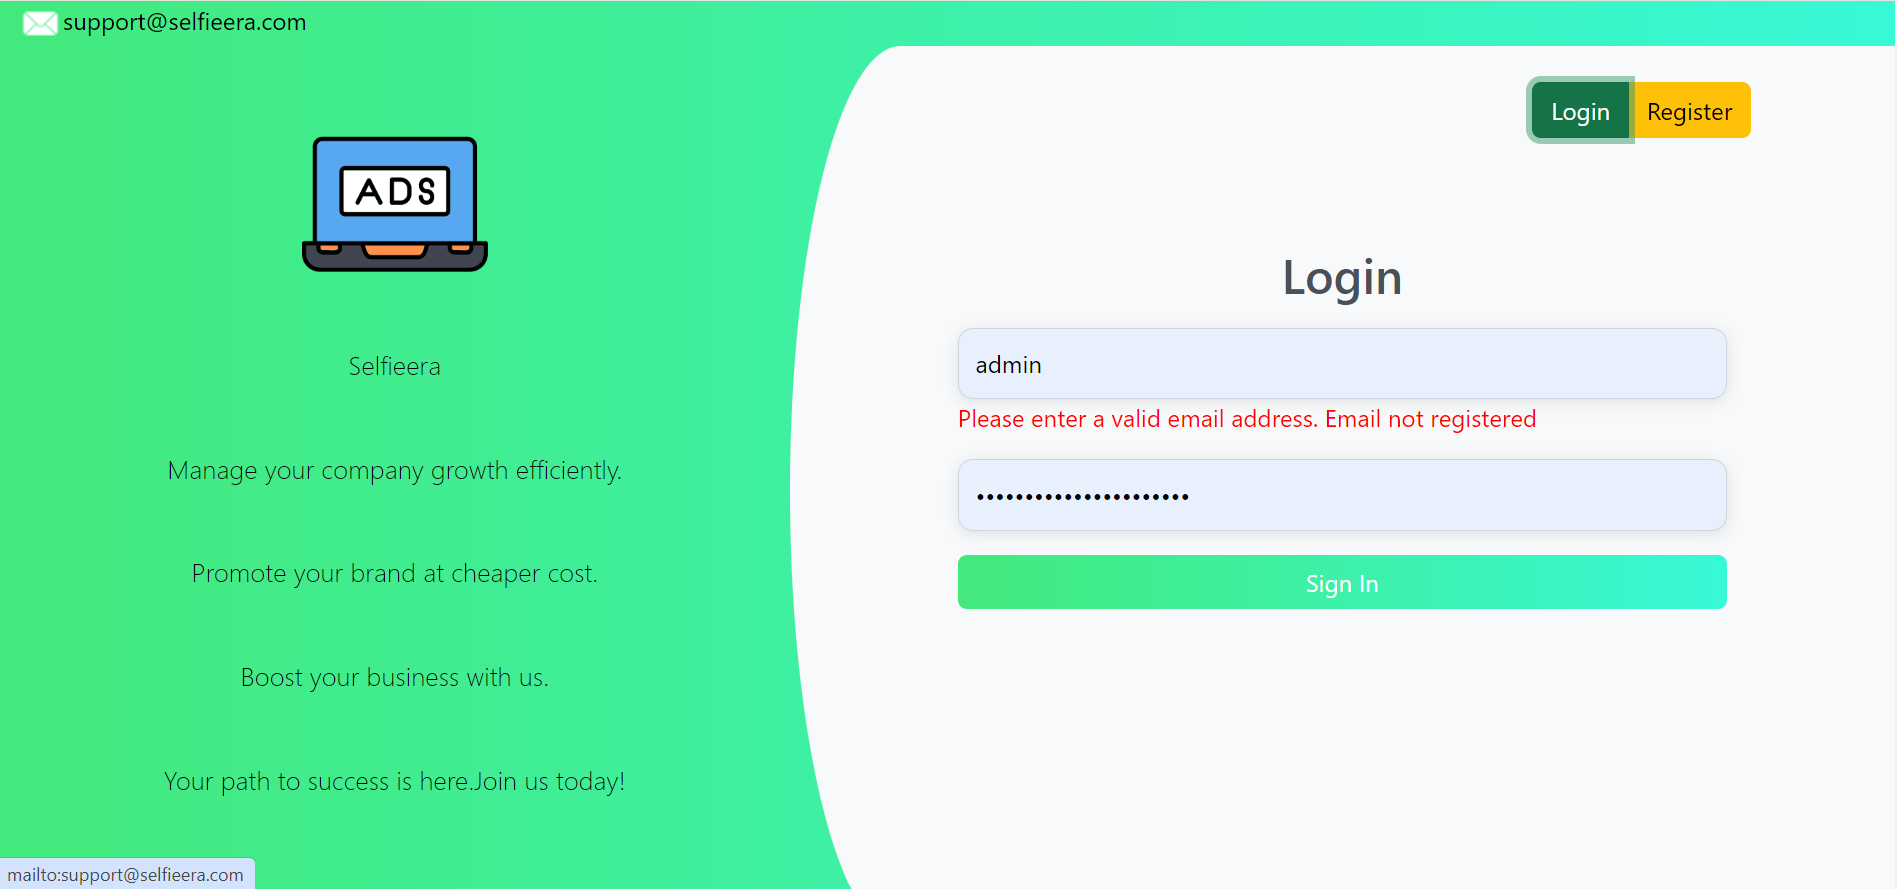 support@selfieera.com
Login
Register
ADS
Selfieera
Manage your company growth efficiently.
Promote your brand at cheaper cost.
Boost your business with us.
Your path to success is here.Join us today!
Login
admin
Please enter a valid email address. Email not registered
••••••••••••••••••••••
Sign In
mailto:support@selfieera.com